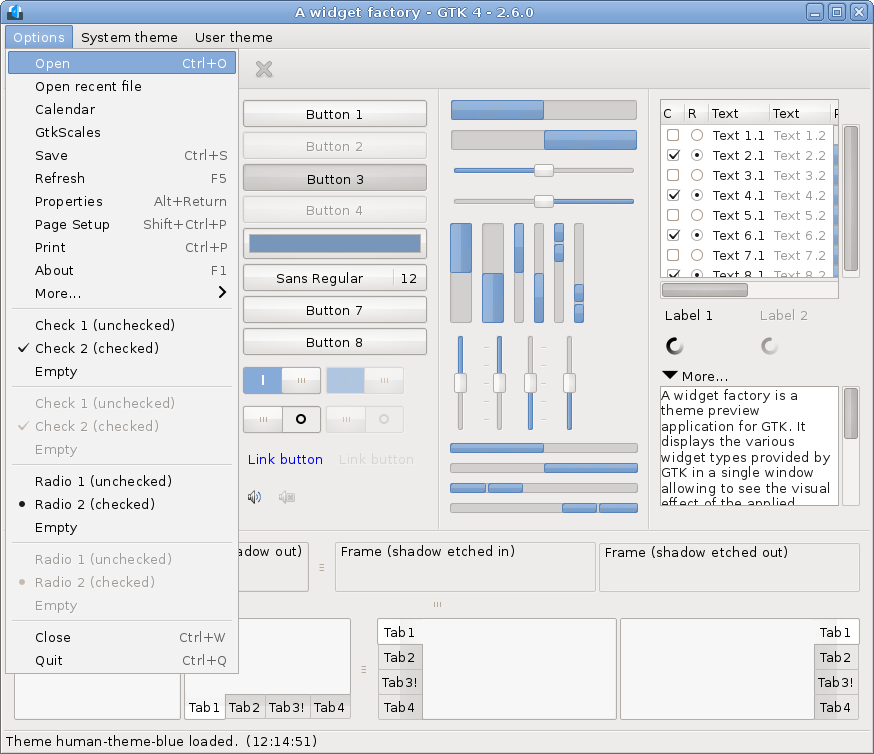 A widget factory - GTK 4 - 2.6.0
Options System theme User theme
Open Ctrl+O
Open recent file
Calendar
GtkScales
Save Ctrl+S
Refresh F5
Properties Alt+Return
Page Setup Shift+Ctrl+P
Print Ctrl+P
About F1
More...
Check 1 (unchecked)
Check 2 (checked)
Empty
Check 1 (unchecked)
Check 2 (checked)
Empty
Radio 1 (unchecked)
Radio 2 (checked)
Empty
Radio 1 (unchecked)
Radio 2 (checked)
Empty
Close Ctrl+W
Quit Ctrl+Q
Button 1
Button 2
Button 3
Button 4
Sans Regular 12
Button 7
Button 8
Link button Link button
C R Text Text
Text 1.1 Text 1.2
Text 2.1 Text 2.2
Text 3.1 Text 3.2
Text 4.1 Text 4.2
Text 5.1 Text 5.2
Text 6.1 Text 6.2
Text 7.1 Text 7.2
Text 8.1 Text 8.2
Label 1 Label 2
More...
A widget factory is a
theme preview
application for GTK. It
displays the various
widget types provided by
GTK in a single window
allowing to see the visual
effect of the applied
adow out) Frame (shadow etched in) Frame (shadow etched out)
Tab1 Tab2 Tab3! Tab4
Tab1
Tab2
Tab3!
Tab4
Tab1
Tab2
Tab3!
Tab4
Theme human-theme-blue loaded. (12:14:51)